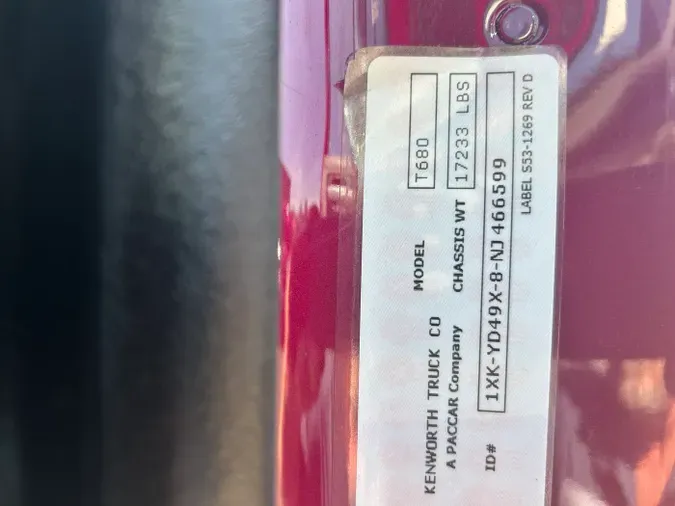 KENWORTH TRUCK CO MODEL T680
A PACCAR Company CHASSIS WT 17233 LBS
ID# 1XK-YD49X-8-NJ466599
LABEL S53-1269 REV D